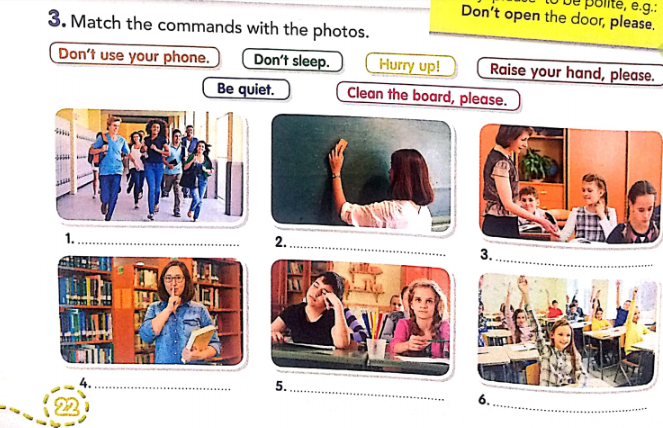 to be polite, e.g.:
Don't open the door, please.
3. Match the commands with the photos.
Don't use your phone.
Don't sleep.
Hurry up!
Raise your hand, please.
Be quiet.
Clean the board, please.
1.
2.
3.
4.
5.
6.
22